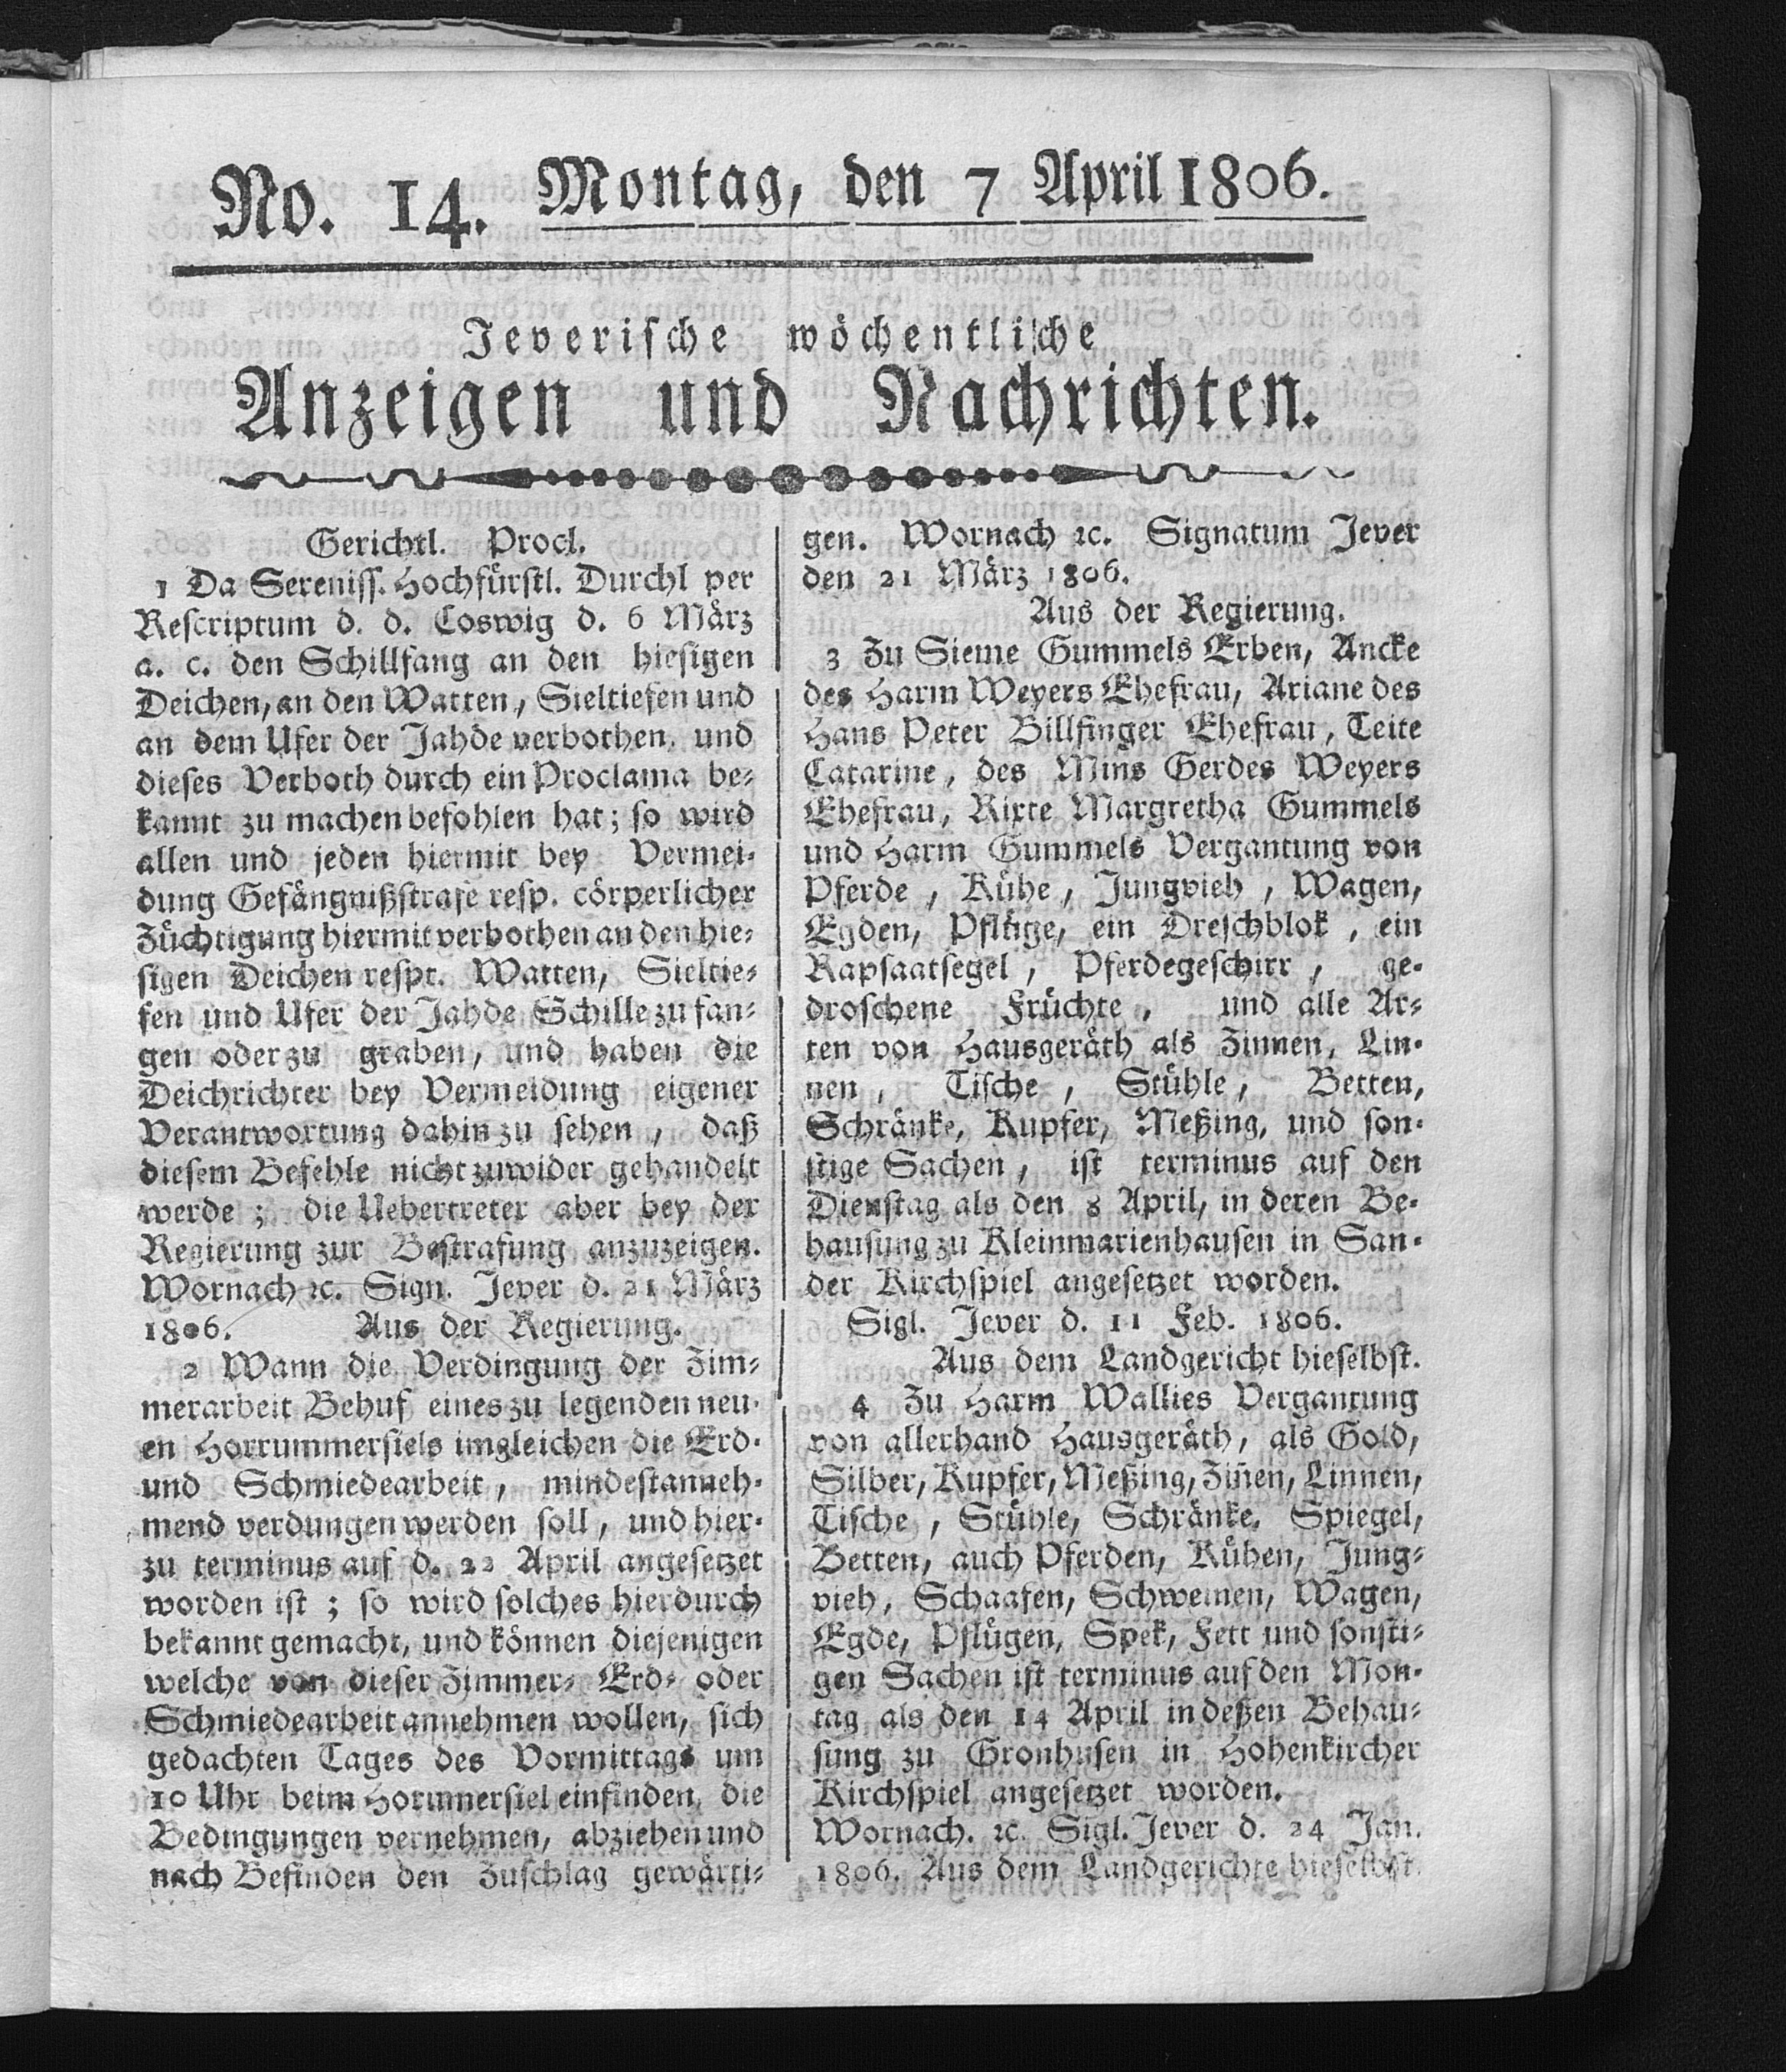 No. 14. Montag, den 7 April 1806.
Jeverische wöchentlische
Anzeigen und Nachrichten.
Gerichtl. Procl.
1 Da Sereniss. Hochfürstl. Durchl per
Rescriptum d. d. Coswig d. 6 März
a. c. den Schillfang an den hiesigen
Deichen, an den Watten, Sieltiefen und
an dem Ufer der Jahde verbothen, und
dieses Verboth durch ein Proclama be-
kannt zu machen befohlen hat; so wird
allen und jeden hiermit bey Vermei-
dung Gefängnißstrafe resp. cörperlicher
Züchtigung hiermit verbothen an den hie-
sigen Deichen respt. Watten, Sieltie-
fen und Ufer der Jahde Schille zu fan-
gen oder zu graben, und haben die
Deichrichter bey Vermeidung eigener
Verantwortung dahin zu sehen, daß
diesem Befehle nicht zuwider gehandelt
werde; die Uebertreter aber bey der
Regierung zur Bestrafung anzuzeigen.
Wornach ꝛc. Sign. Jever d. 21 März
1806. Aus der Regierung.
2 Wann die Verdingung der Zim-
merarbeit Behuf eines zu legenden neu-
en Horrummersiels imgleichen die Erd-
und Schmiedearbeit, mindestanneh-
mend verdungen werden soll, und hier-
zu terminus auf d. 22 April angesetzet
worden ist; so wird solches hierdurch
bekannt gemacht, und können diejenigen
welche von dieser Zimmer- Erd- oder
Schmiedearbeit annehmen wollen, sich
gedachten Tages des Vormittags um
10 Uhr beim Horummersiel einfinden, die
Bedingungen vernehmen, abziehen und
nach Befinden den Zuschlag gewärti-
gen. Wornach ꝛc. Signatum Jever
den 21 März 1806.
Aus der Regierung.
3 Zu Sieme Gummels Erben, Ancke
des Harm Weyers Ehefrau, Ariane des
Hans Peter Billfinger Ehefrau, Teite
Catarine, des Mins Gerdes Weyers
Ehefrau, Rixte Margretha Gummels
und Harm Gummels Vergantung von
Pferde, Kühe, Jungvieh, Wagen,
Egden, Pflüge, ein Dreschblok, ein
Rapsaatsegel, Pferdegeschirr, ge-
droschene Früchte, und alle Ar-
ten von Hausgeräth als Zinnen, Lin-
nen, Tische, Stühle, Betten,
Schränke, Kupfer, Meßing, und son-
stige Sachen, ist terminus auf den
Dienstag als den 8 April, in deren Be-
hausung zu Kleinmarienhausen in San-
der Kirchspiel angesetzet worden.
Sigl. Jever d. 11 Feb. 1806.
Aus dem Landgericht hieselbst.
4 Zu Harm Wallies Vergantung
von allerhand Hausgeräth, als Gold,
Silber, Kupfer, Meßing, Zin̄en, Linnen,
Tische, Stühle, Schränke, Spiegel,
Betten, auch Pferden, Kühen, Jung-
vieh, Schaafen, Schweinen, Wagen,
Egde, Pflügen, Spek, Fett und sonsti-
gen Sachen ist terminus auf den Mon-
tag als den 14 April in deßen Behau-
sung zu Gronhusen in Hohenkircher
Kirchspiel angesetzet worden.
Wornach. ꝛc. Sigl. Jever d. 24 Jan.
1806. Aus dem Landgerichte hieselbst.